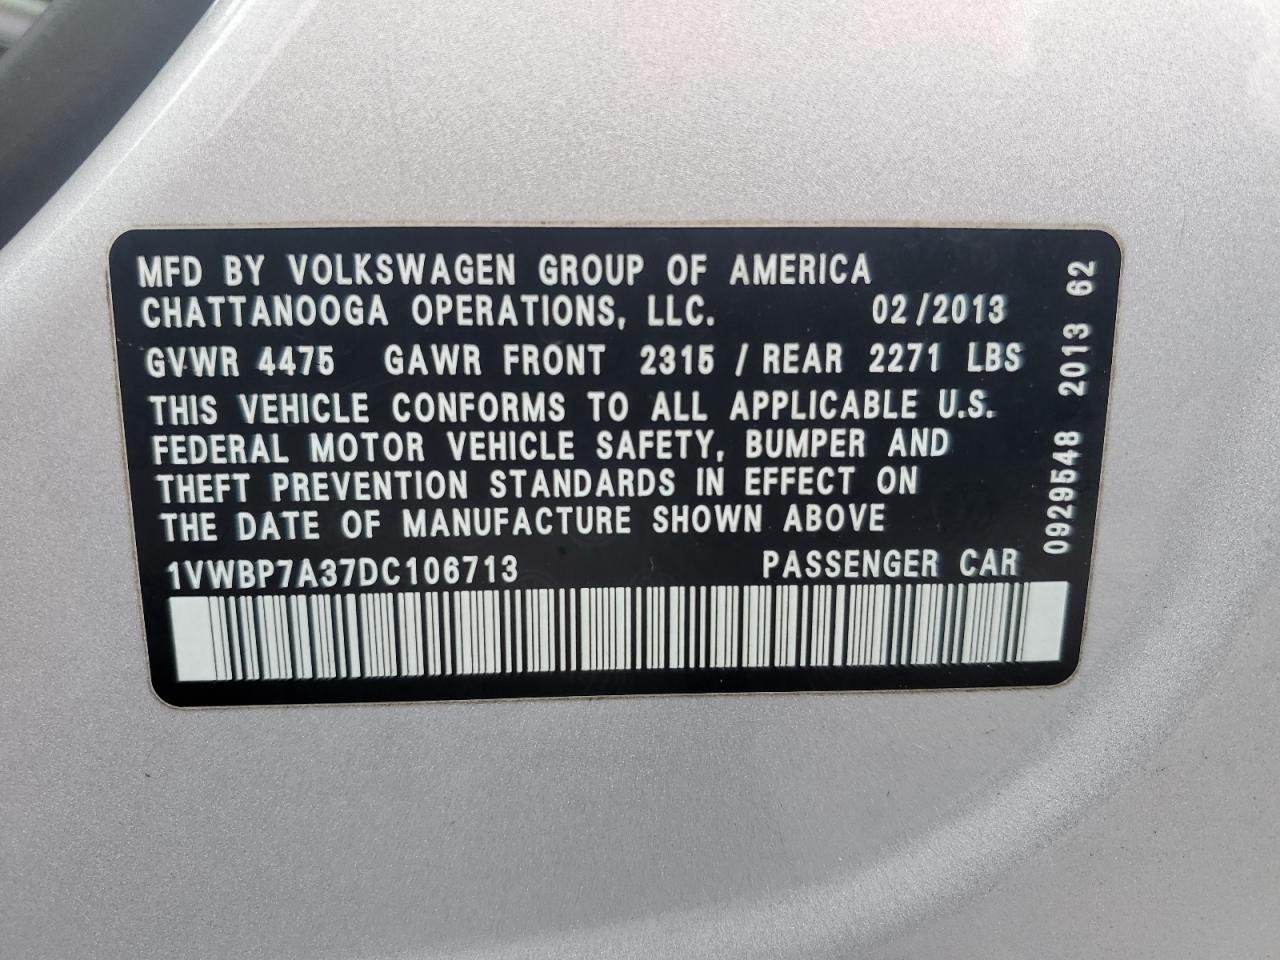 MFD BY VOLKSWAGEN GROUP OF AMERICA
CHATTANOOGA OPERATIONS, LLC. 02/2013
GVWR 4475 GAWR FRONT 2315 / REAR 2271 LBS
THIS VEHICLE CONFORMS TO ALL APPLICABLE U.S.
FEDERAL MOTOR VEHICLE SAFETY, BUMPER AND
THEFT PREVENTION STANDARDS IN EFFECT ON
THE DATE OF MANUFACTURE SHOWN ABOVE
1VWBP7A37DC106713 PASSENGER CAR
0929548 2013 62